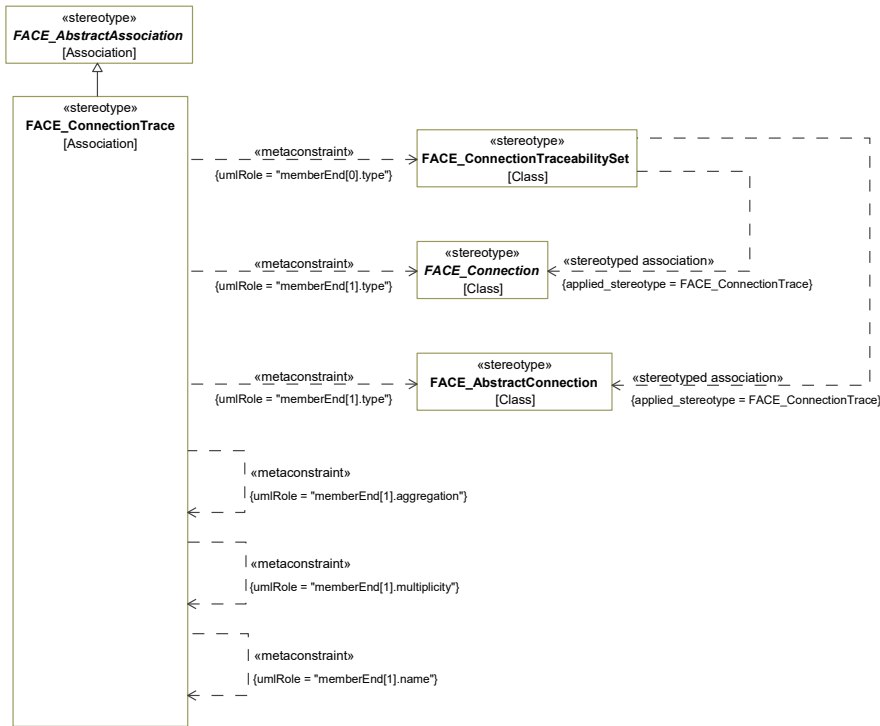 «stereotype»
FACE_AbstractAssociation
[Association]
«stereotype»
FACE_ConnectionTrace
[Association]
«metaconstraint»
{umlRole = "memberEnd[0].type"}
«stereotype»
FACE_ConnectionTraceabilitySet
[Class]
«metaconstraint»
{umlRole = "memberEnd[1].type"}
«stereotype»
FACE_Connection
[Class]
«stereotyped association»
{applied_stereotype = FACE_ConnectionTrace}
«metaconstraint»
{umlRole = "memberEnd[1].type"}
«stereotype»
FACE_AbstractConnection
[Class]
«stereotyped association»
{applied_stereotype = FACE_ConnectionTrace}
«metaconstraint»
{umlRole = "memberEnd[1].aggregation"}
«metaconstraint»
{umlRole = "memberEnd[1].multiplicity"}
«metaconstraint»
{umlRole = "memberEnd[1].name"}